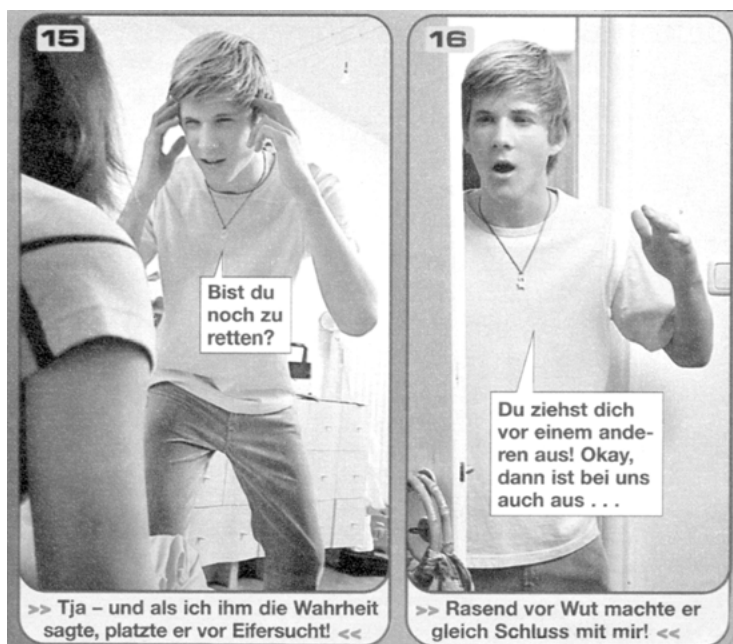 15
Bist du
noch zu
retten?
>> Tja – und als ich ihm die Wahrheit
sagte, platzte er vor Eifersucht! <<
16
Du ziehst dich
vor einem ande-
ren aus! Okay,
dann ist bei uns
auch aus . . .
>> Rasend vor Wut machte er
gleich Schluss mit mir! <<